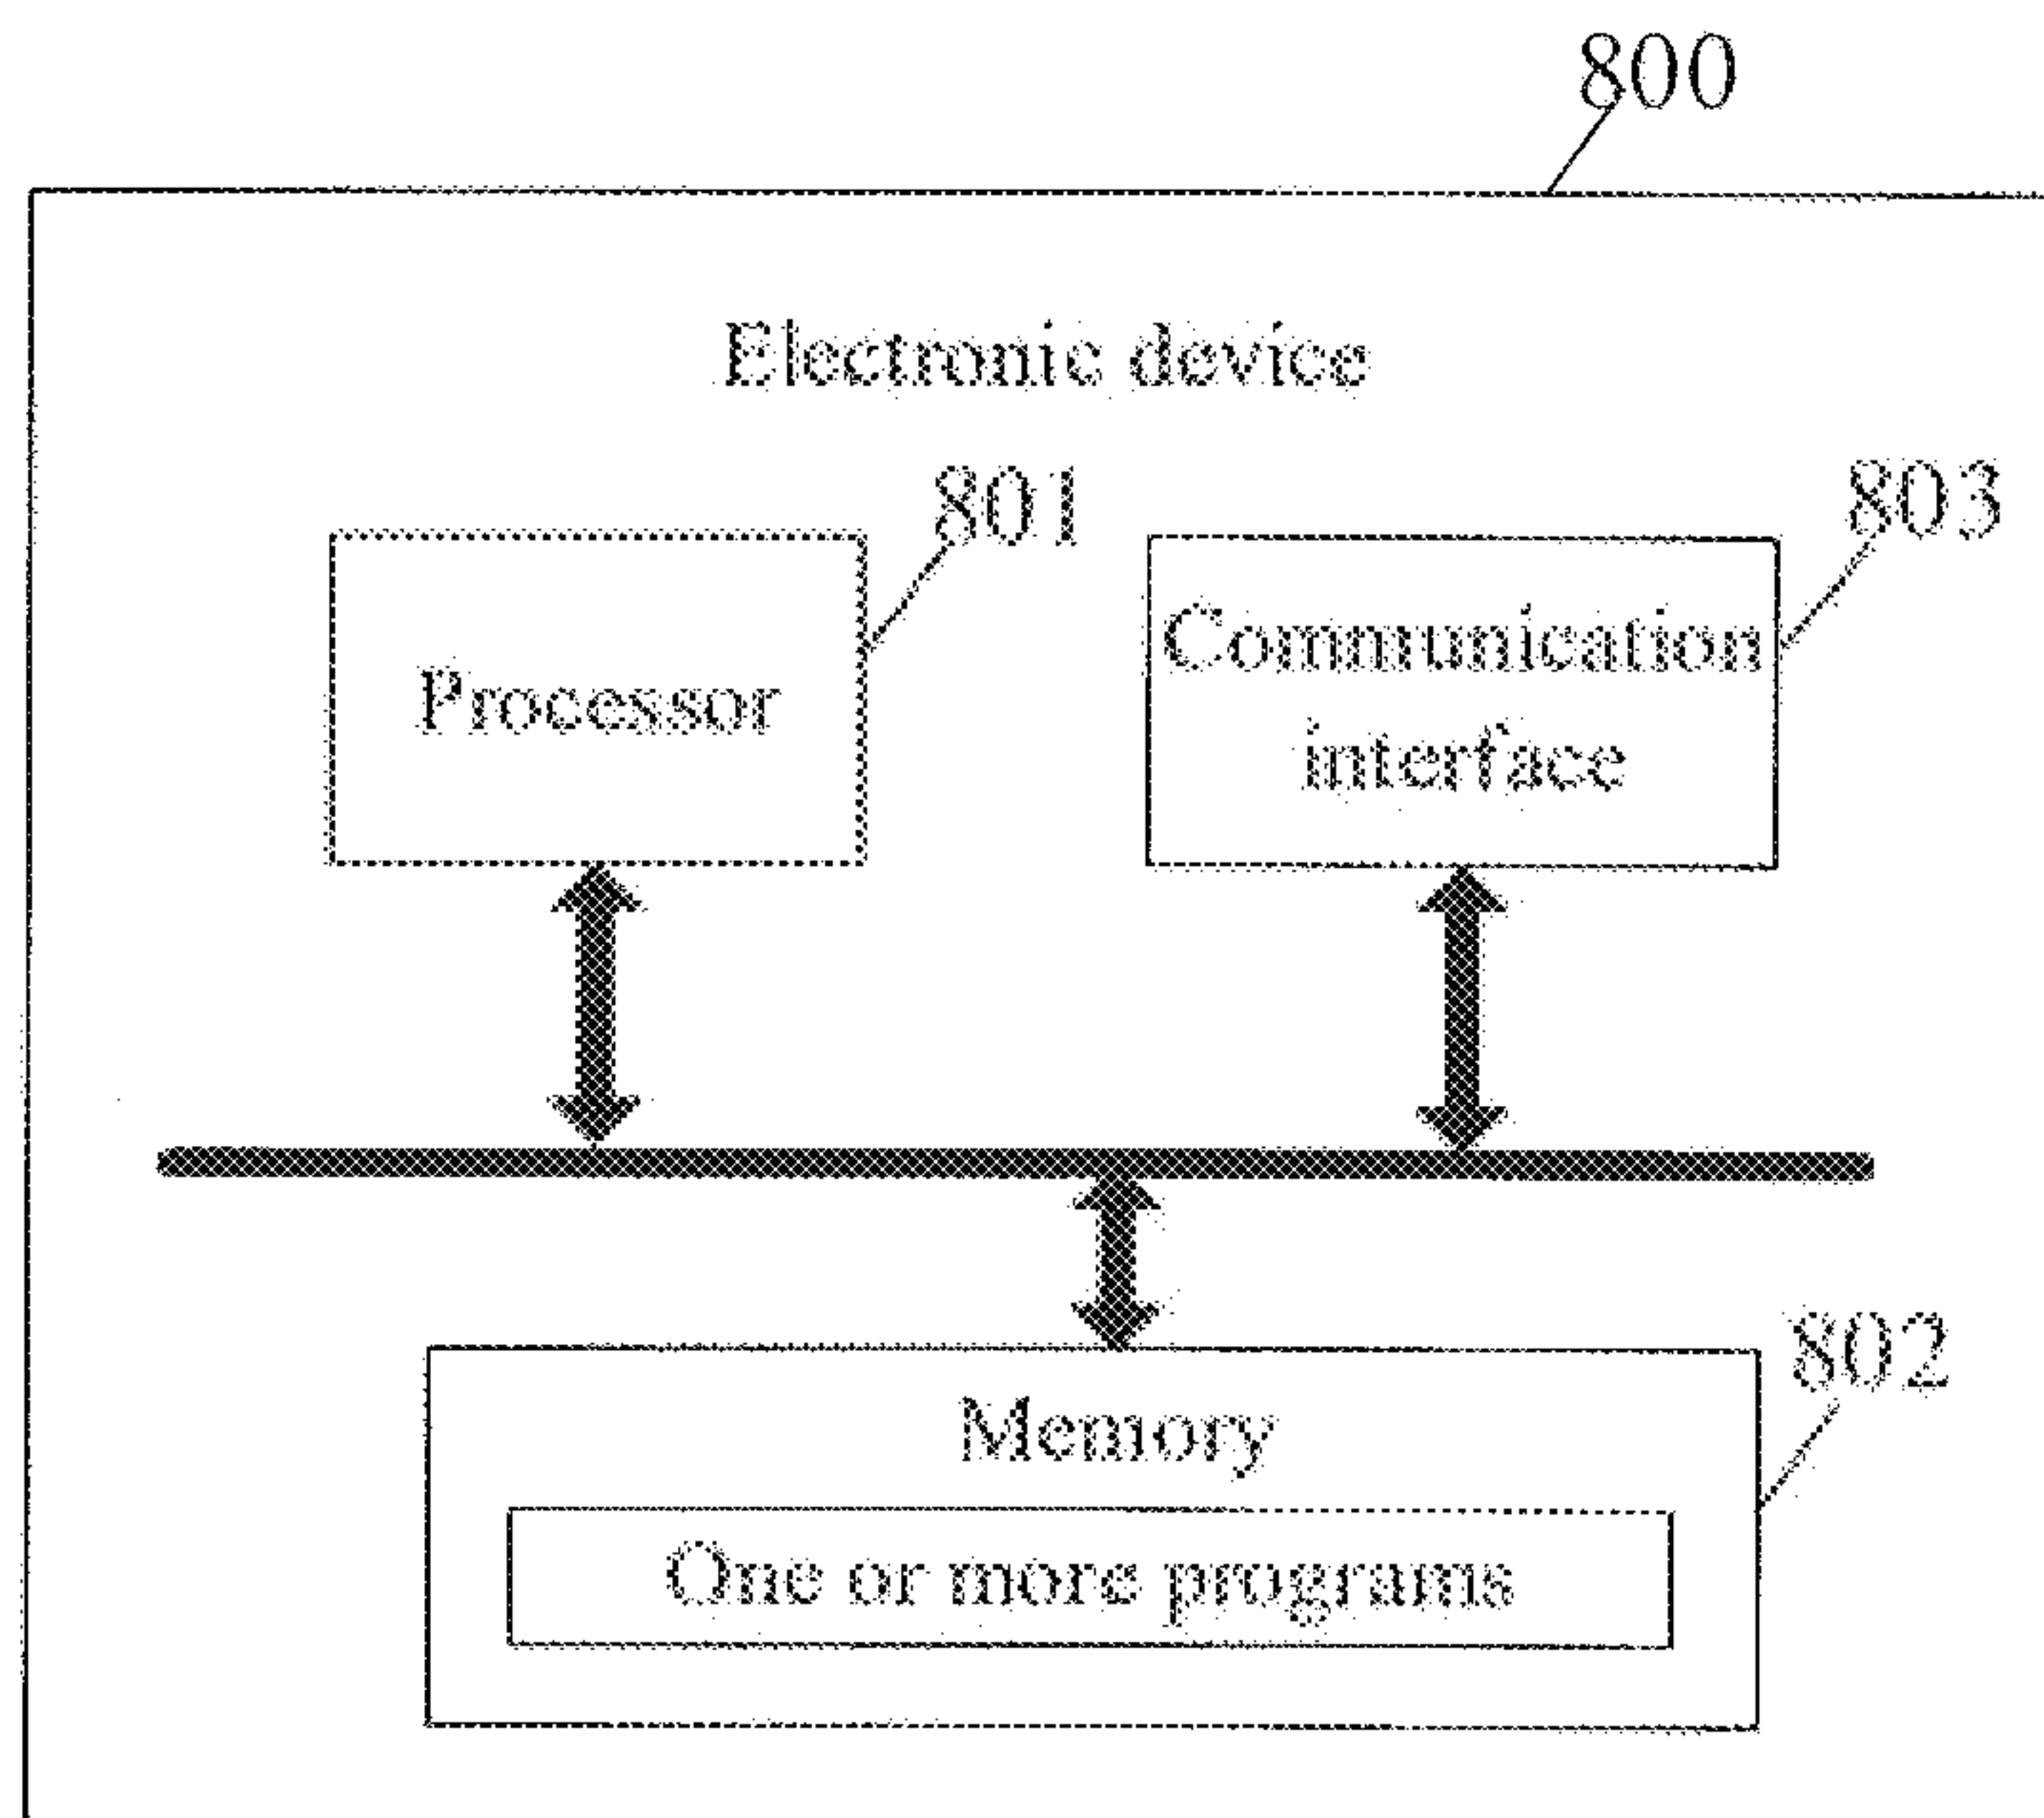 800
Electronic device
801
803
Processor
Communication
interface
802
Memory
One or more programs